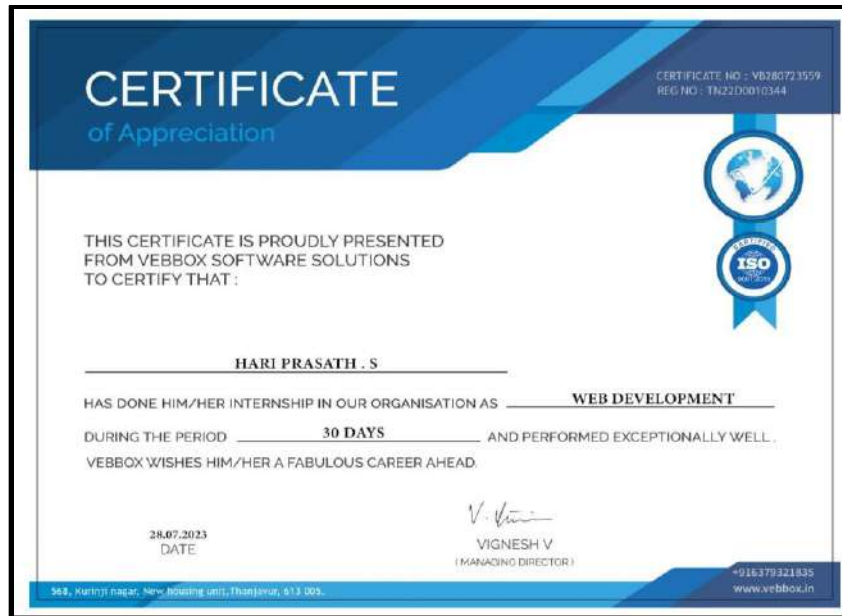 CERTIFICATE
of Appreciation
CERTIFICATE NO : VB280723559
REG NO : TN22D0010344
CERTIFIED
ISO
THIS CERTIFICATE IS PROUDLY PRESENTED
FROM VEBBOX SOFTWARE SOLUTIONS
TO CERTIFY THAT :
HARI PRASATH . S
HAS DONE HIM/HER INTERNSHIP IN OUR ORGANISATION AS WEB DEVELOPMENT
DURING THE PERIOD 30 DAYS AND PERFORMED EXCEPTIONALLY WELL .
VEBBOX WISHES HIM/HER A FABULOUS CAREER AHEAD.
28.07.2023
DATE
VIGNESH V
( MANAGING DIRECTOR )
568, Kurinji nagar, New housing unit, Thanjavur, 613 005.
+916379321835
www.vebbox.in